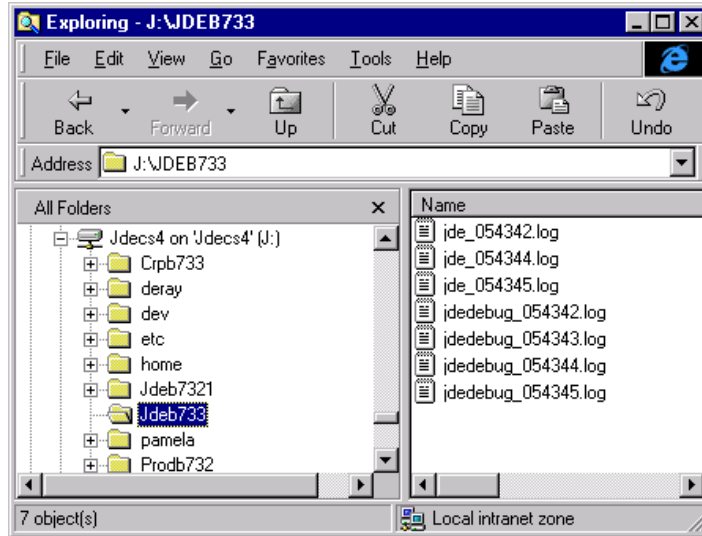 Exploring - J:\JDEB733
File Edit View Go Favorites Tools Help
Back Forward Up Cut Copy Paste Undo
Address J:\JDEB733
All Folders
Jdecs4 on 'Jdecs4' (J:)
Crpb733
deray
dev
etc
home
Jdeb7321
Jdeb733
pamela
Prodb732
Name
jde_054342.log
jde_054344.log
jde_054345.log
jdedebug_054342.log
jdedebug_054343.log
jdedebug_054344.log
jdedebug_054345.log
7 object(s)
Local intranet zone